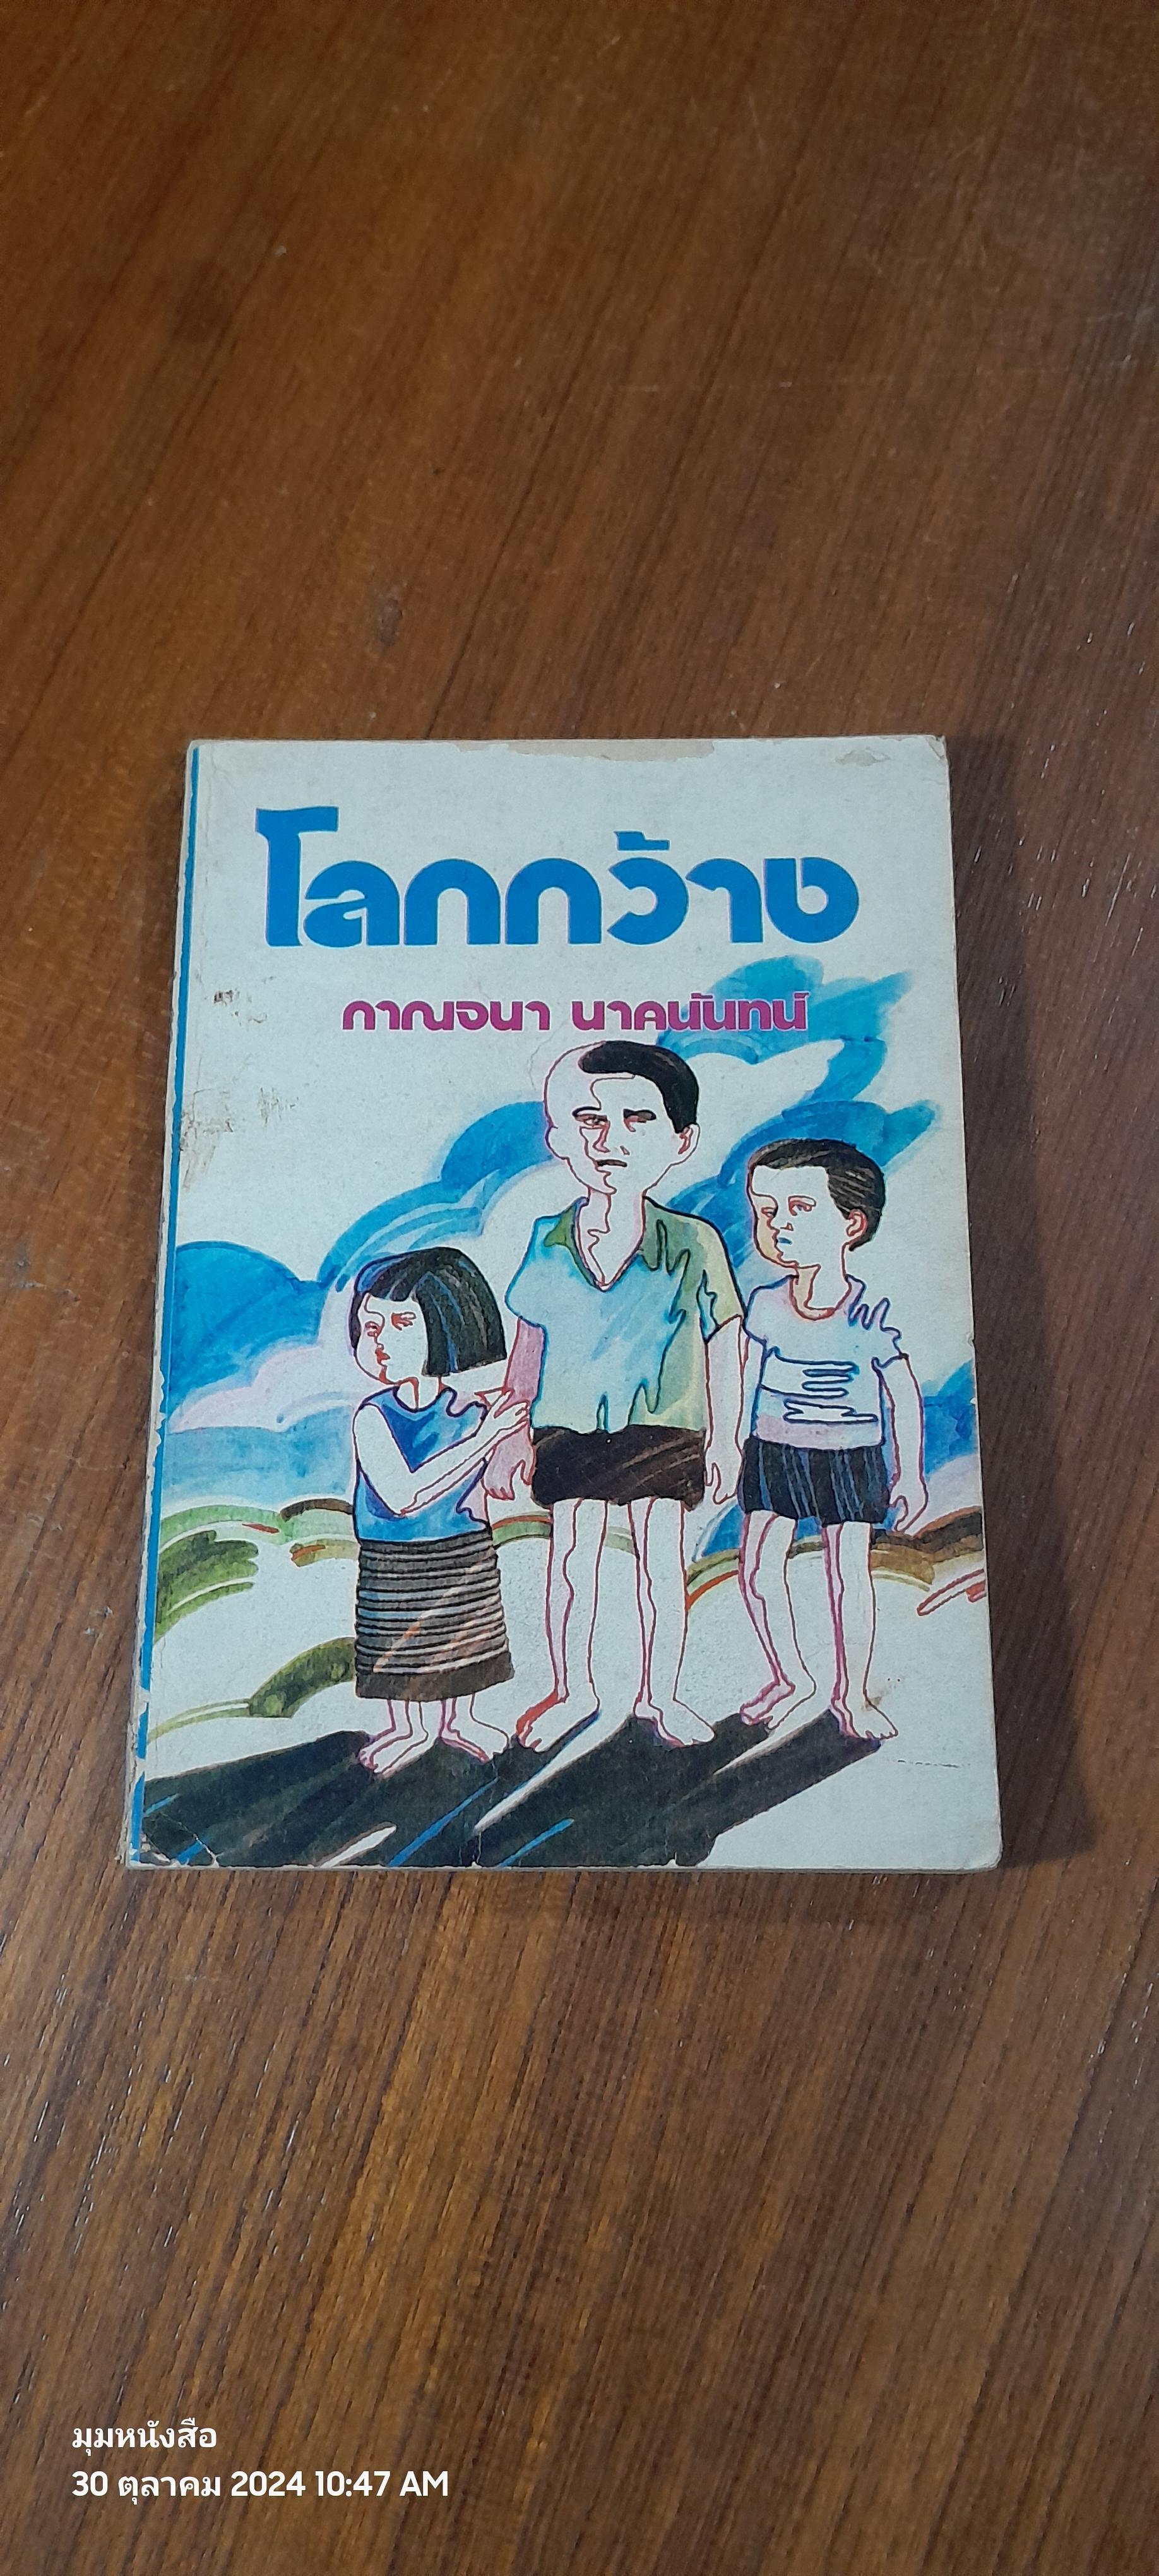 โลกกว้าง
กาญจนา นาคนันทน์
มุมหนังสือ
30 ตุลาคม 2024 10:47 AM